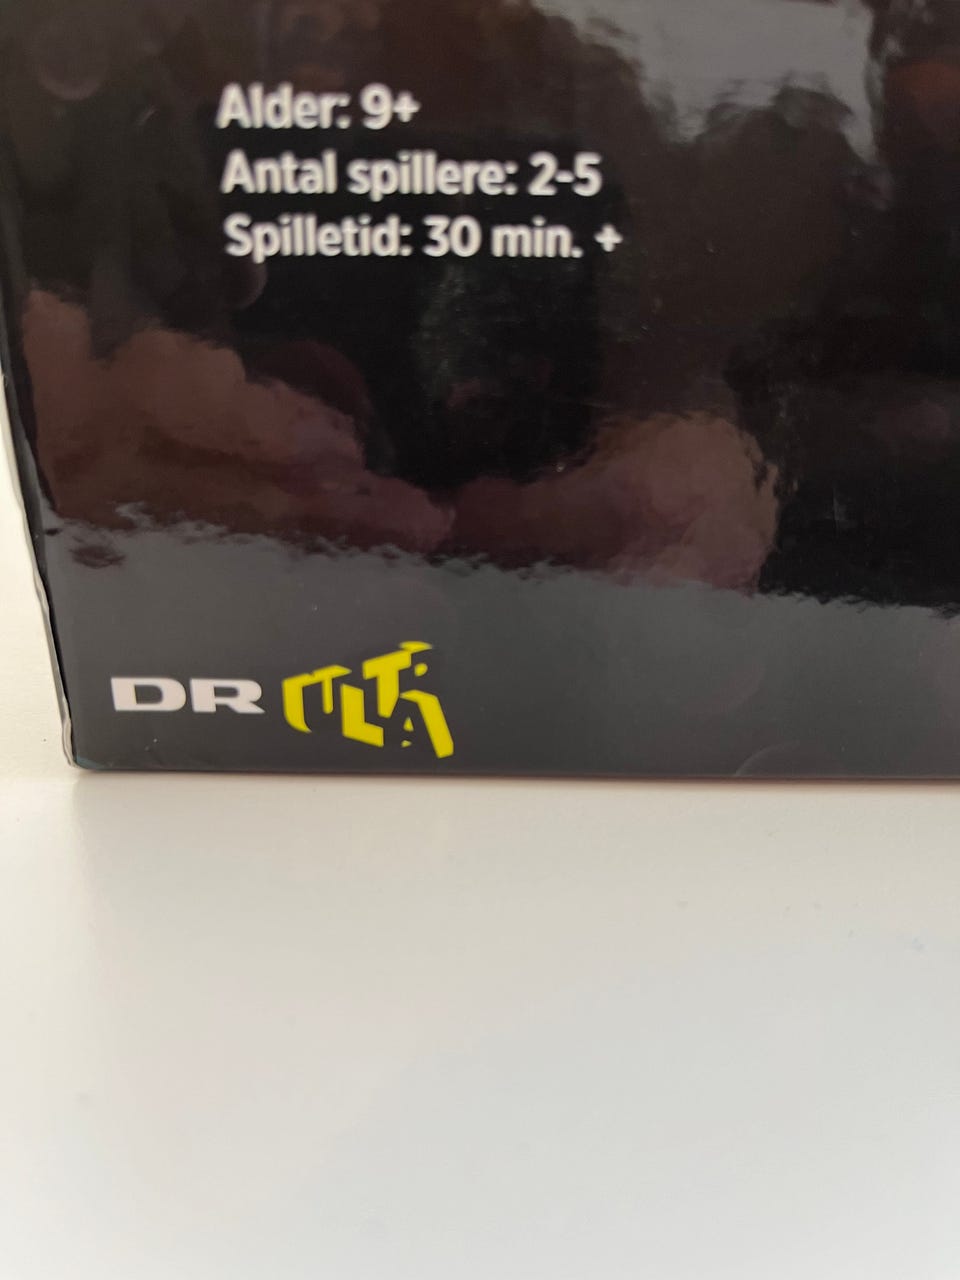 Alder: 9+
Antal spillere: 2-5
Spilletid: 30 min. +
DR ULTRA